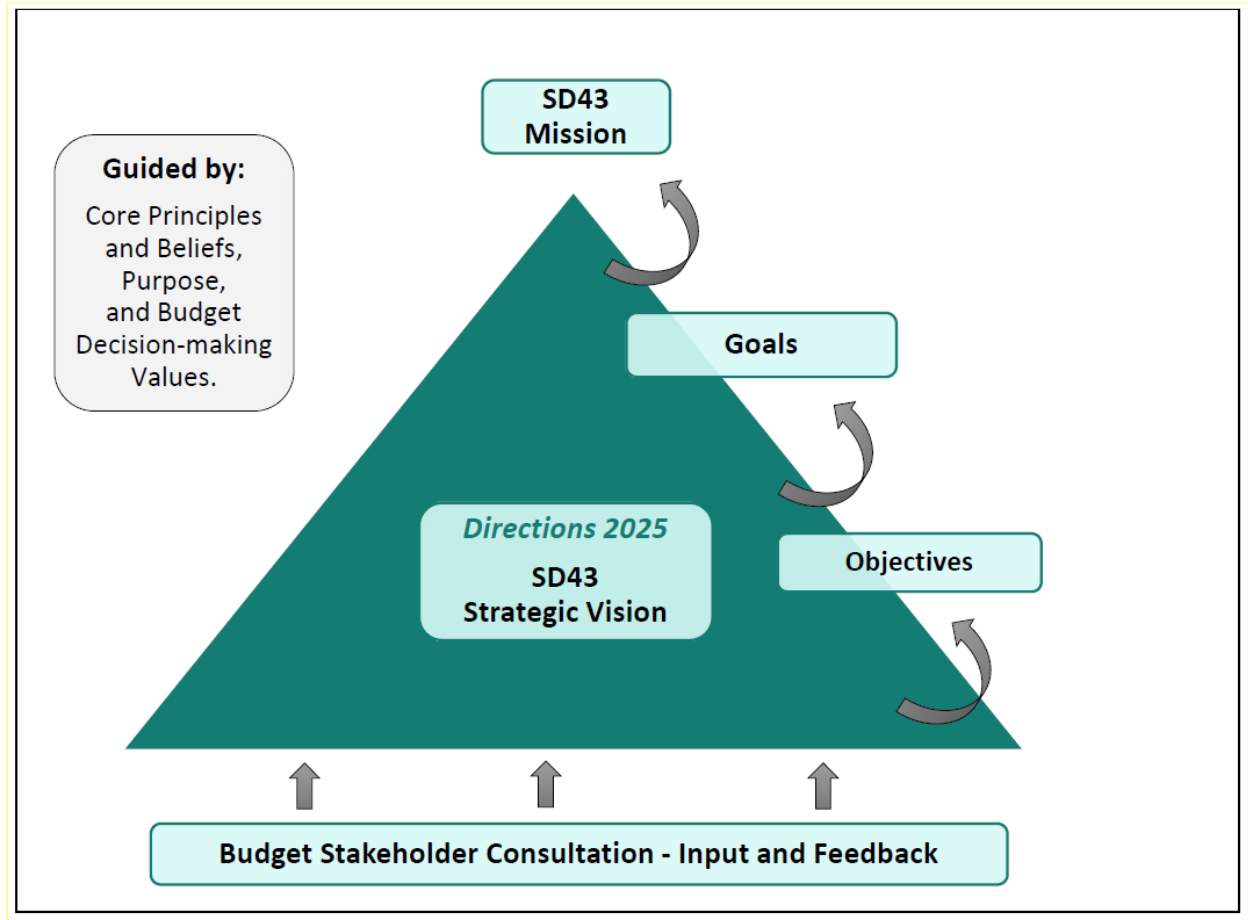 SD43
Mission
Guided by:
Core Principles
and Beliefs,
Purpose,
and Budget
Decision-making
Values.
Goals
Directions 2025
SD43
Strategic Vision
Objectives
Budget Stakeholder Consultation - Input and Feedback